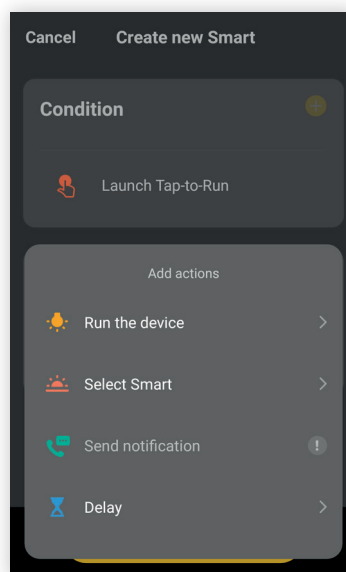 Cancel Create new Smart
Condition
Launch Tap-to-Run
Add actions
Run the device
Select Smart
Send notification
Delay